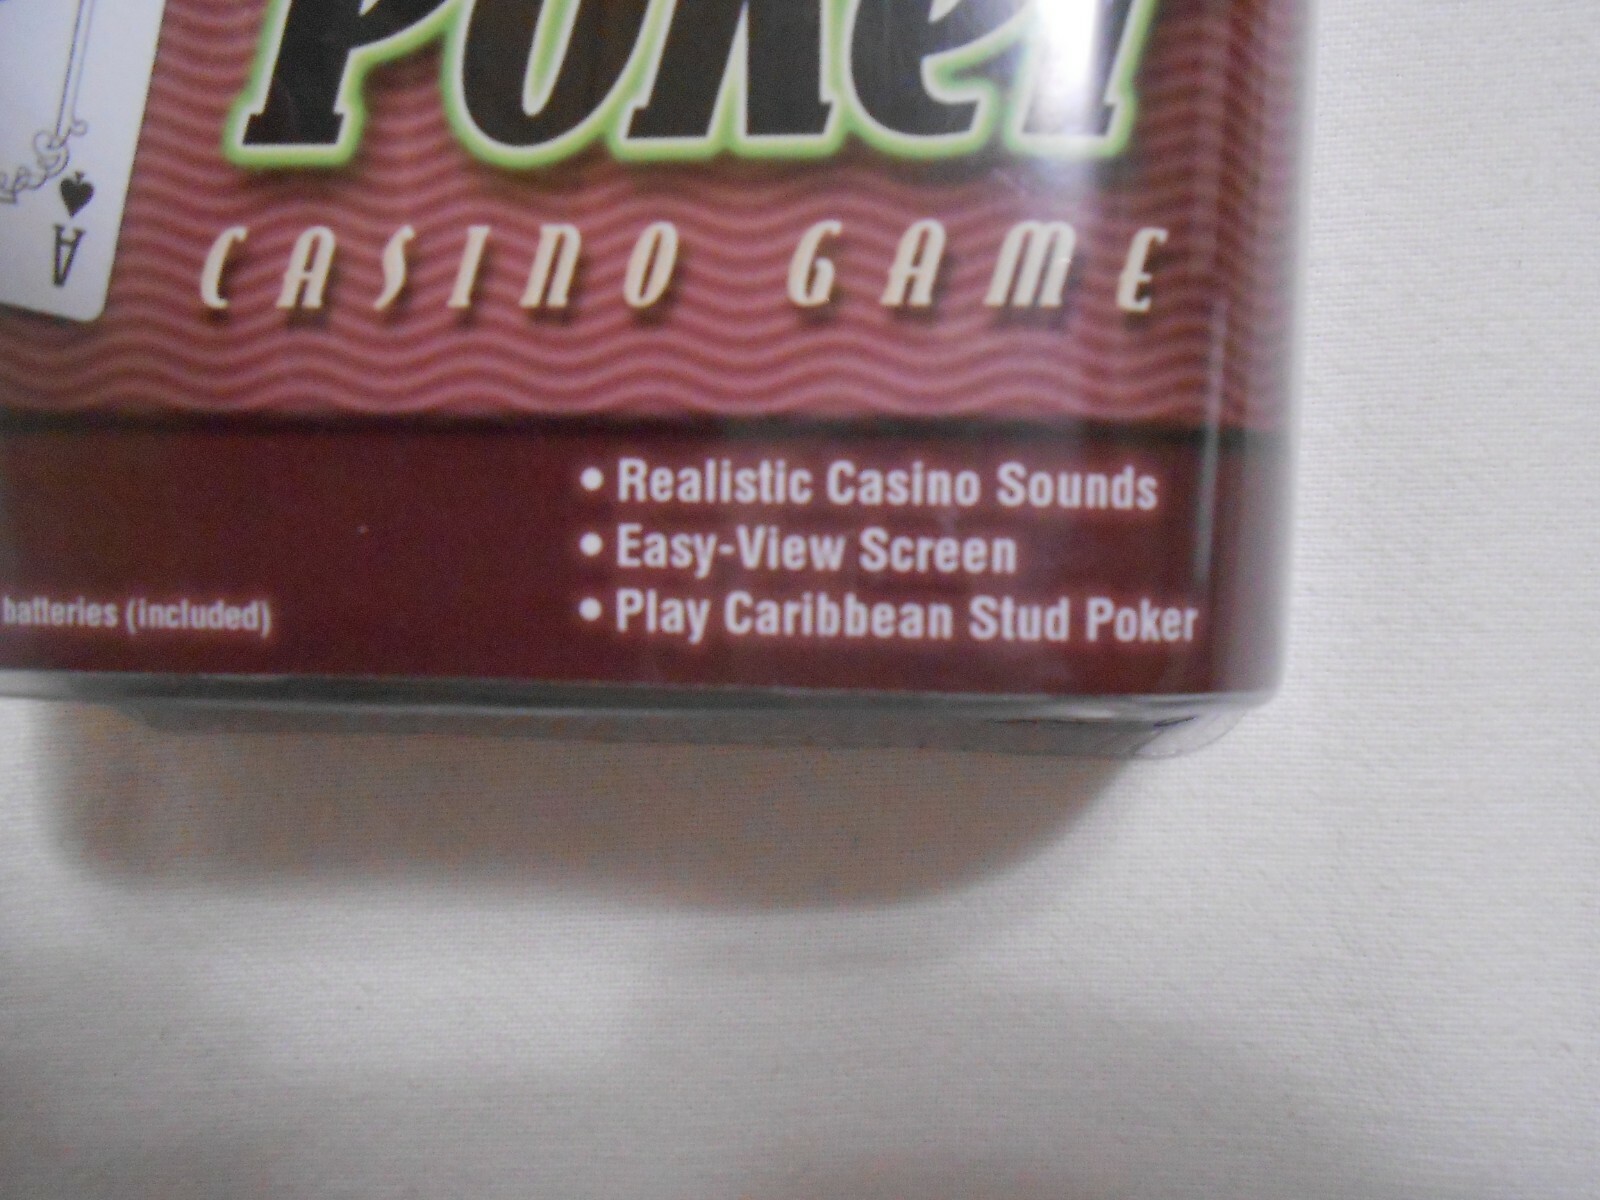 Poker
CASINO GAME
A
• Realistic Casino Sounds
• Easy-View Screen
• Play Caribbean Stud Poker
batteries (included)